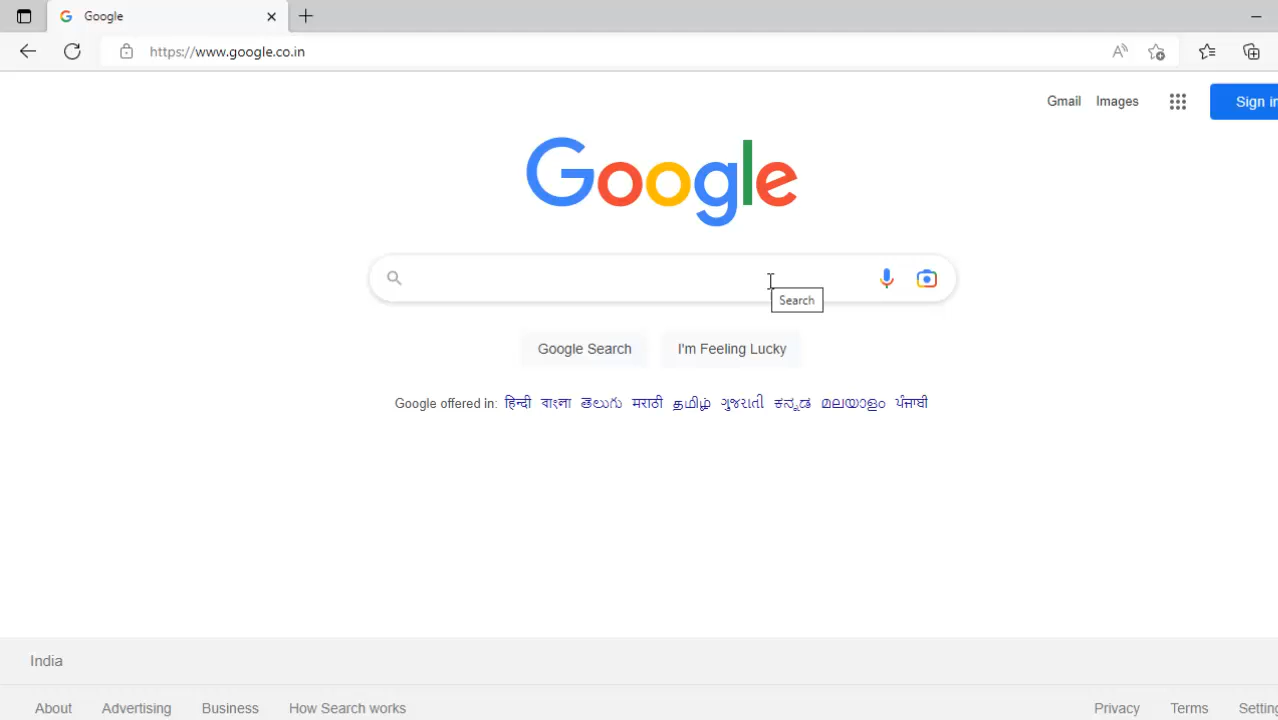 Google
https://www.google.co.in
Gmail Images Sign in
Google
Search
Google Search I'm Feeling Lucky
Google offered in: हिन्दी বাংলা తెలుగు मराठी தமிழ் ગુજરાતી ಕನ್ನಡ മലയാളം ਪੰਜਾਬੀ
India
About Advertising Business How Search works Privacy Terms Setting